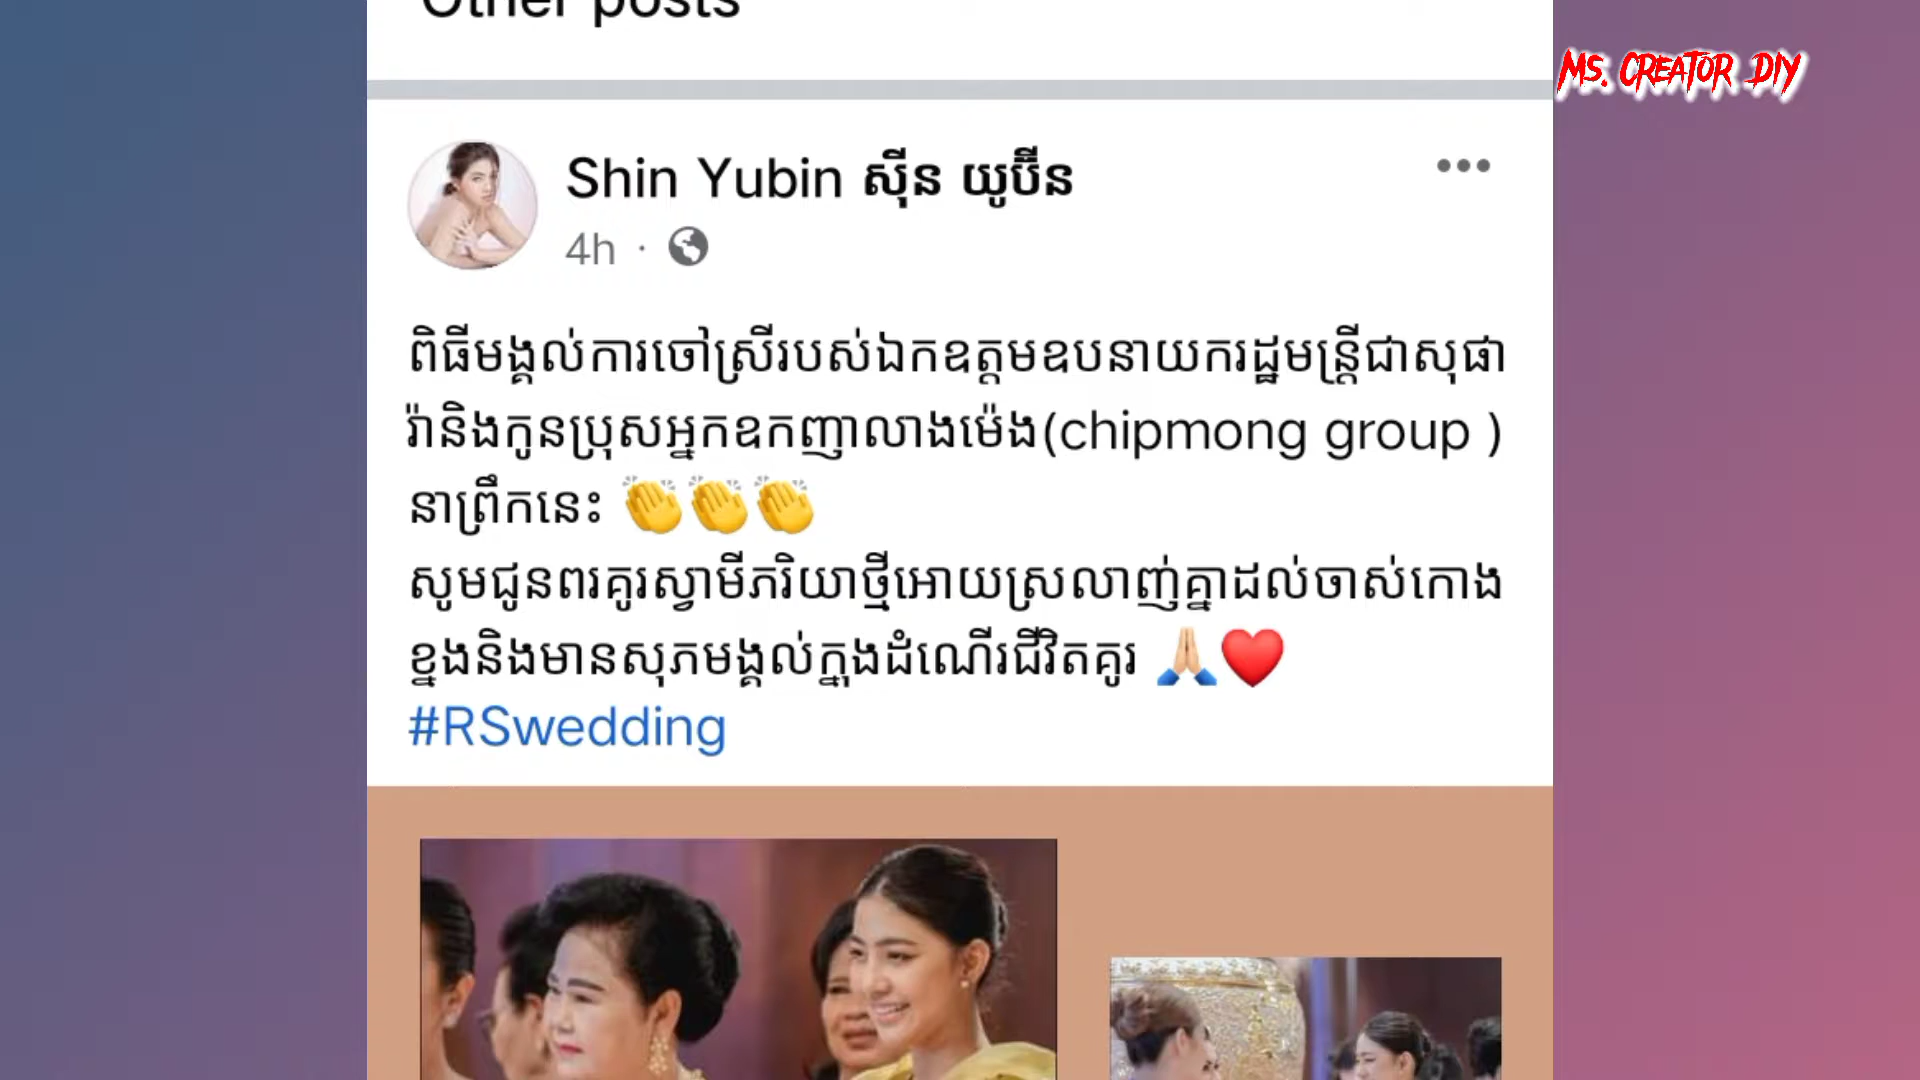 Other posts
MS. CREATOR DIY
Shin Yubin ស៊ីន យូប៊ីន
4h ·
ពិធីមង្គល់ការចៅស្រីរបស់ឯកឧត្តមឧបនាយករដ្ឋមន្ត្រីជាសុផា
រ៉ានិងកូនប្រុសអ្នកឧកញាលាងម៉េង(chipmong group )
នាព្រឹកនេះ 👏👏👏
សូមជូនពរគូរស្វាមីភរិយាថ្មីអោយស្រលាញ់គ្នាដល់ចាស់កោង
ខ្នងនិងមានសុភមង្គល់ក្នុងដំណើរជីវិតគូរ 🙏🏻❤️
#RSwedding